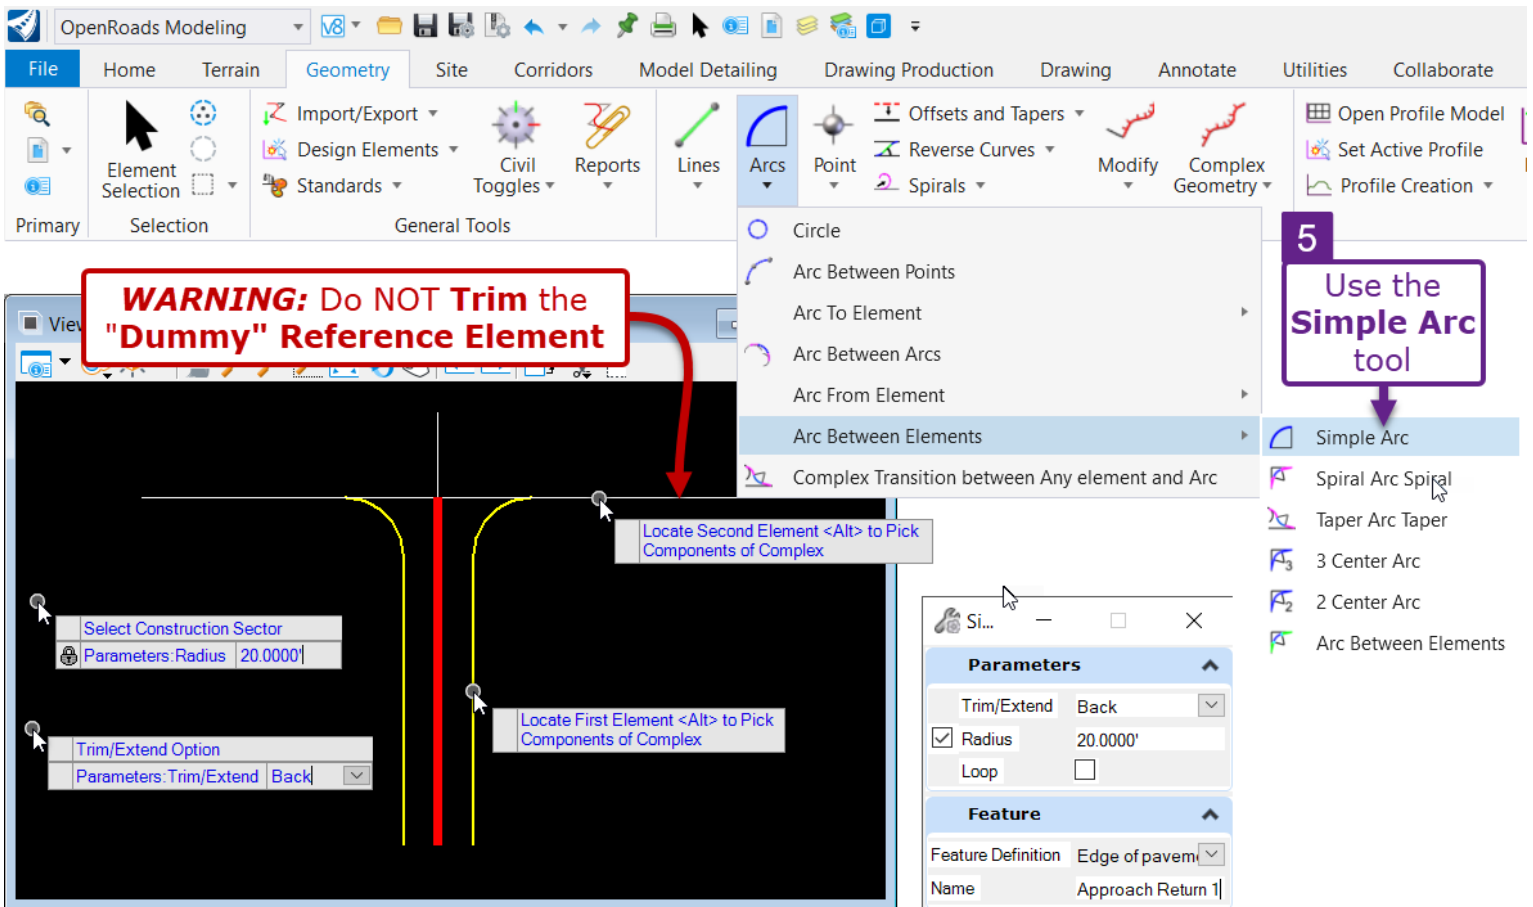 OpenRoads Modeling
V8
File Home Terrain Geometry Site Corridors Model Detailing Drawing Production Drawing Annotate Utilities Collaborate
Import/Export
Design Elements
Standards
Element
Selection
Civil
Toggles
Reports
Lines
Arcs
Point
Offsets and Tapers
Reverse Curves
Spirals
Modify
Complex
Geometry
Open Profile Model
Set Active Profile
Profile Creation
Primary
Selection
General Tools
Circle
Arc Between Points
Arc To Element
Arc Between Arcs
Arc From Element
Arc Between Elements
Complex Transition between Any element and Arc
5
Use the
Simple Arc
tool
Simple Arc
Spiral Arc Spiral
Taper Arc Taper
3 Center Arc
2 Center Arc
Arc Between Elements
WARNING: Do NOT Trim the
"Dummy" Reference Element
Locate Second Element <Alt> to Pick
Components of Complex
Select Construction Sector
Parameters:Radius 20.0000'
Locate First Element <Alt> to Pick
Components of Complex
Trim/Extend Option
Parameters:Trim/Extend Back
Si...
Parameters
Trim/Extend Back
Radius 20.0000'
Loop
Feature
Feature Definition Edge of pavem
Name Approach Return 1